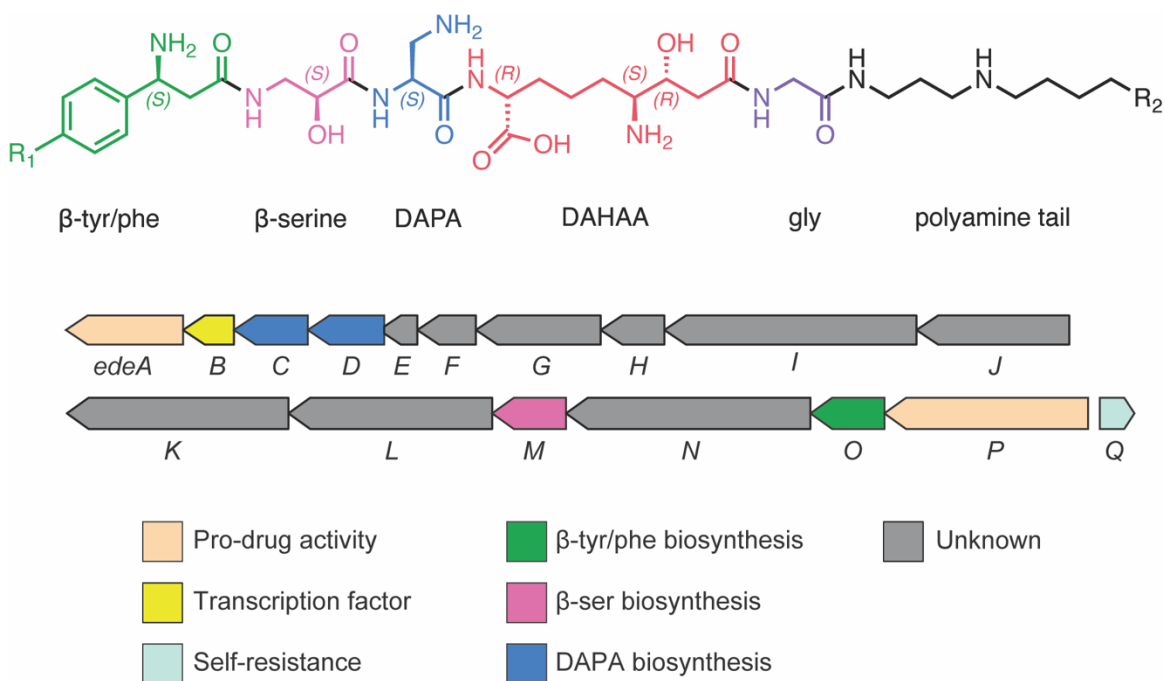 NH₂ O O NH₂ H N OH O H N NH
(S) N H (S) OH N H (S) O (R) (S) (R) NH₂ N H O R₂
R₁ O OH
β-tyr/phe β-serine DAPA DAHAA gly polyamine tail
edeA B C D E F G H I J
K L M N O P Q
Pro-drug activity β-tyr/phe biosynthesis Unknown
Transcription factor β-ser biosynthesis
Self-resistance DAPA biosynthesis